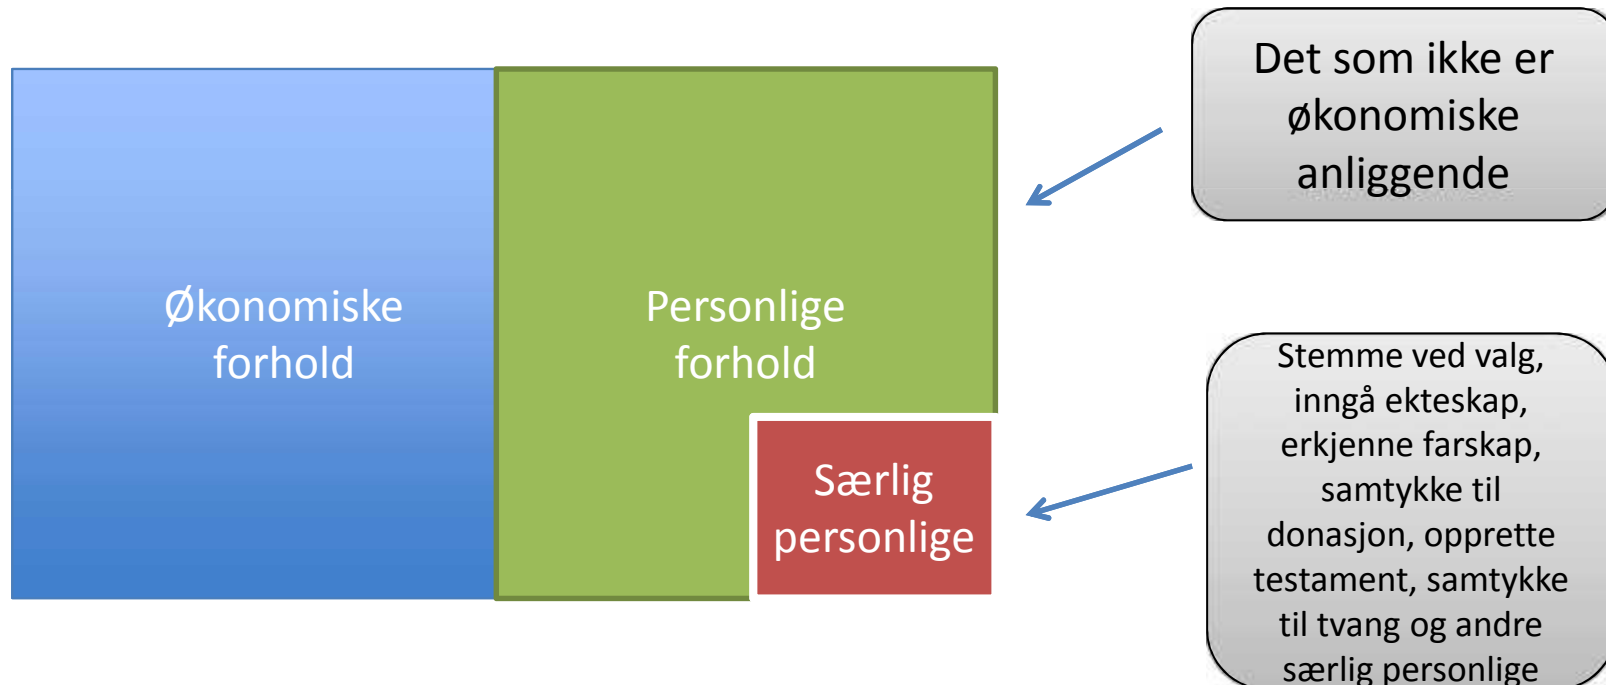 Det som ikke er
økonomiske
anliggende
Økonomiske
forhold
Personlige
forhold
Særlig
personlige
Stemme ved valg,
inngå ekteskap,
erkjenne farskap,
samtykke til
donasjon, opprette
testament, samtykke
til tvang og andre
særlig personlige